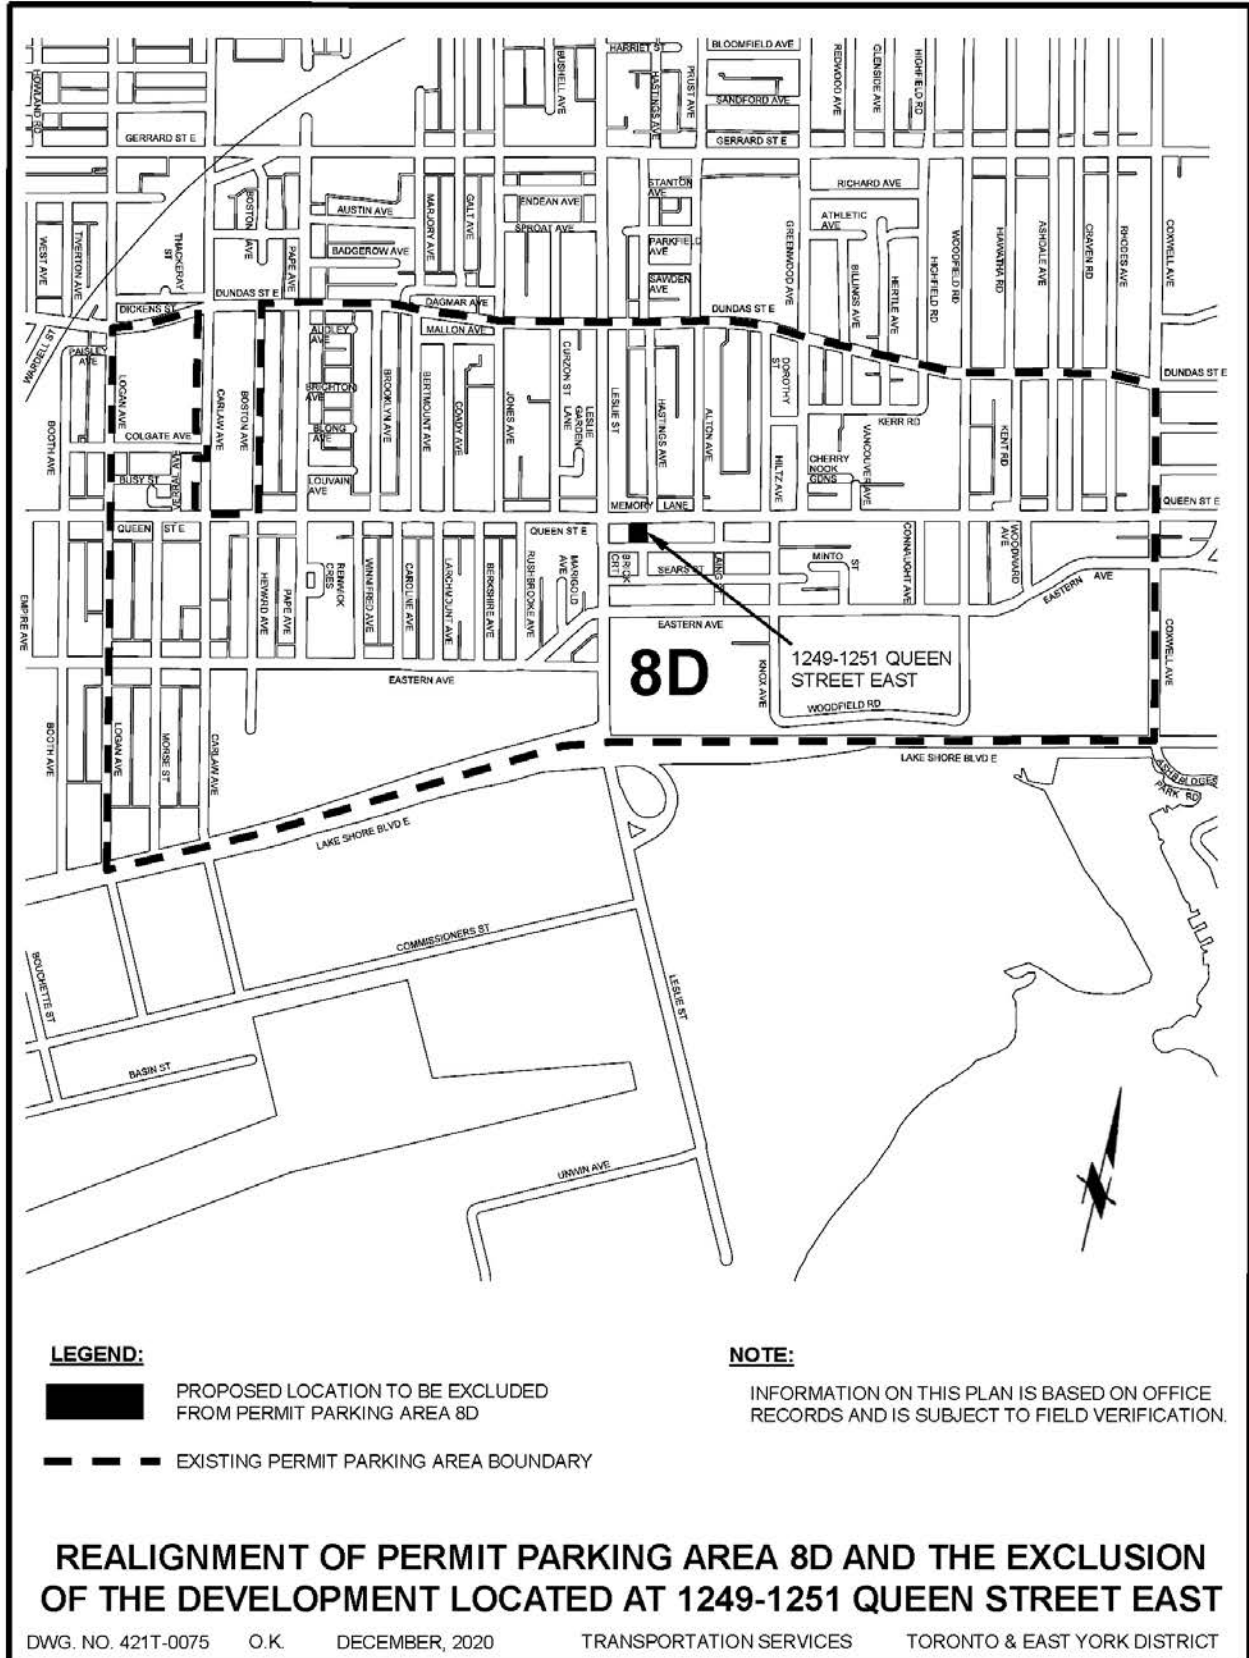 HARRIET ST
BLOOMFIELD AVE
HOWLAND RD
BUSHELL AVE
HASTINGS AVE
PRUST AVE
REDWOOD AVE
GLENSIDE AVE
HIGHFIELD RD
SANDFORD AVE
GERRARD ST E
GERRARD ST E
STANTON
AVE
RICHARD AVE
BOSTON AVE
AUSTIN AVE
MARJORY AVE
GALT AVE
ENDEAN AVE
SPROAT AVE
ATHLETIC
AVE
WEST AVE
TIVERTON AVE
THACKERAY
ST
PAPE AVE
BADGEROW AVE
PARKFIELD
AVE
GREENWOOD AVE
BILLINGS AVE
HERTLE AVE
HIGHFIELD RD
WOODFIELD RD
HIAWATHA RD
ASHDALE AVE
CRAVEN RD
RHODES AVE
COXWELL AVE
SAWDEN
AVE
DUNDAS ST E
DICKENS ST
DAGMAR AVE
DUNDAS ST E
WARDELL ST
PAISLEY
AVE
AUDLEY
AVE
MALLON AVE
CURZON ST
DOROTHY
ST
DUNDAS ST E
LOGAN AVE
CARLAW AVE
BOSTON AVE
BRIGHTON
AVE
BROOKLYN AVE
BERTMOUNT AVE
COADY AVE
JONES AVE
LESLIE
GARDEN
LANE
LESLIE ST
HASTINGS AVE
ALTON AVE
KERR RD
BOOTH AVE
COLGATE AVE
BLONG
AVE
VANCOUVER AVE
KENT RD
BUSY ST
VERRAL AVE
LOUVAIN
AVE
HILTZ AVE
CHERRY
NOOK
GDNS
MEMORY LANE
QUEEN ST E
QUEEN ST E
QUEEN ST E
BRICK
CRT
SEARS ST
LAING ST
MINTO
ST
CONNAUGHT AVE
WOODWARD
AVE
EASTERN AVE
EMPIRE AVE
HEYWARD AVE
PAPE AVE
RENWICK
CRES
WINNIFRED AVE
CAROLINE AVE
LARCHMOUNT AVE
BERKSHIRE AVE
RUSHBROOKE AVE
MARIGOLD
AVE
EASTERN AVE
COXWELL AVE
8D
1249-1251 QUEEN
STREET EAST
KNOX AVE
EASTERN AVE
WOODFIELD RD
BOOTH AVE
LOGAN AVE
MORSE ST
CARLAW AVE
LAKE SHORE BLVD E
ASHBRIDGES
PARK RD
LAKE SHORE BLVD E
COMMISSIONERS ST
BOUCHETTE ST
LESLIE ST
BASIN ST
UNWIN AVE
N
LEGEND:
PROPOSED LOCATION TO BE EXCLUDED
FROM PERMIT PARKING AREA 8D
EXISTING PERMIT PARKING AREA BOUNDARY
NOTE:
INFORMATION ON THIS PLAN IS BASED ON OFFICE
RECORDS AND IS SUBJECT TO FIELD VERIFICATION.
REALIGNMENT OF PERMIT PARKING AREA 8D AND THE EXCLUSION
OF THE DEVELOPMENT LOCATED AT 1249-1251 QUEEN STREET EAST
DWG. NO. 421T-0075 O.K. DECEMBER, 2020 TRANSPORTATION SERVICES TORONTO & EAST YORK DISTRICT